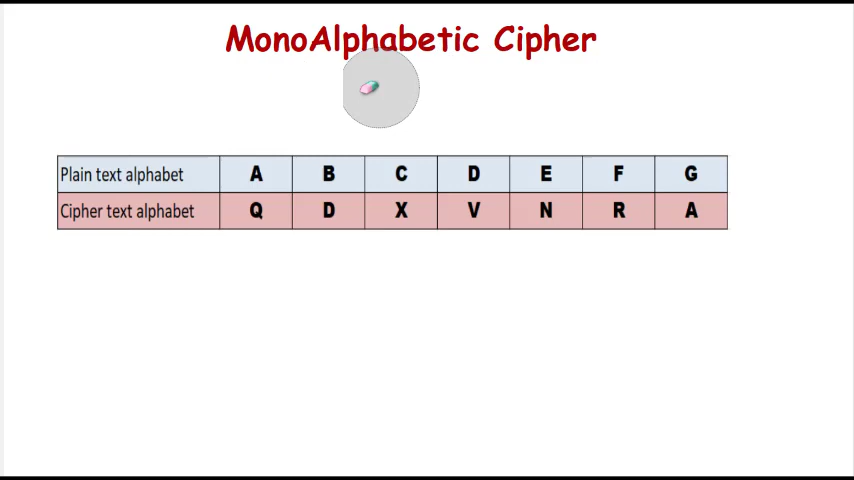 MonoAlphabetic Cipher
Plain text alphabet A B C D E F G
Cipher text alphabet Q D X V N R A